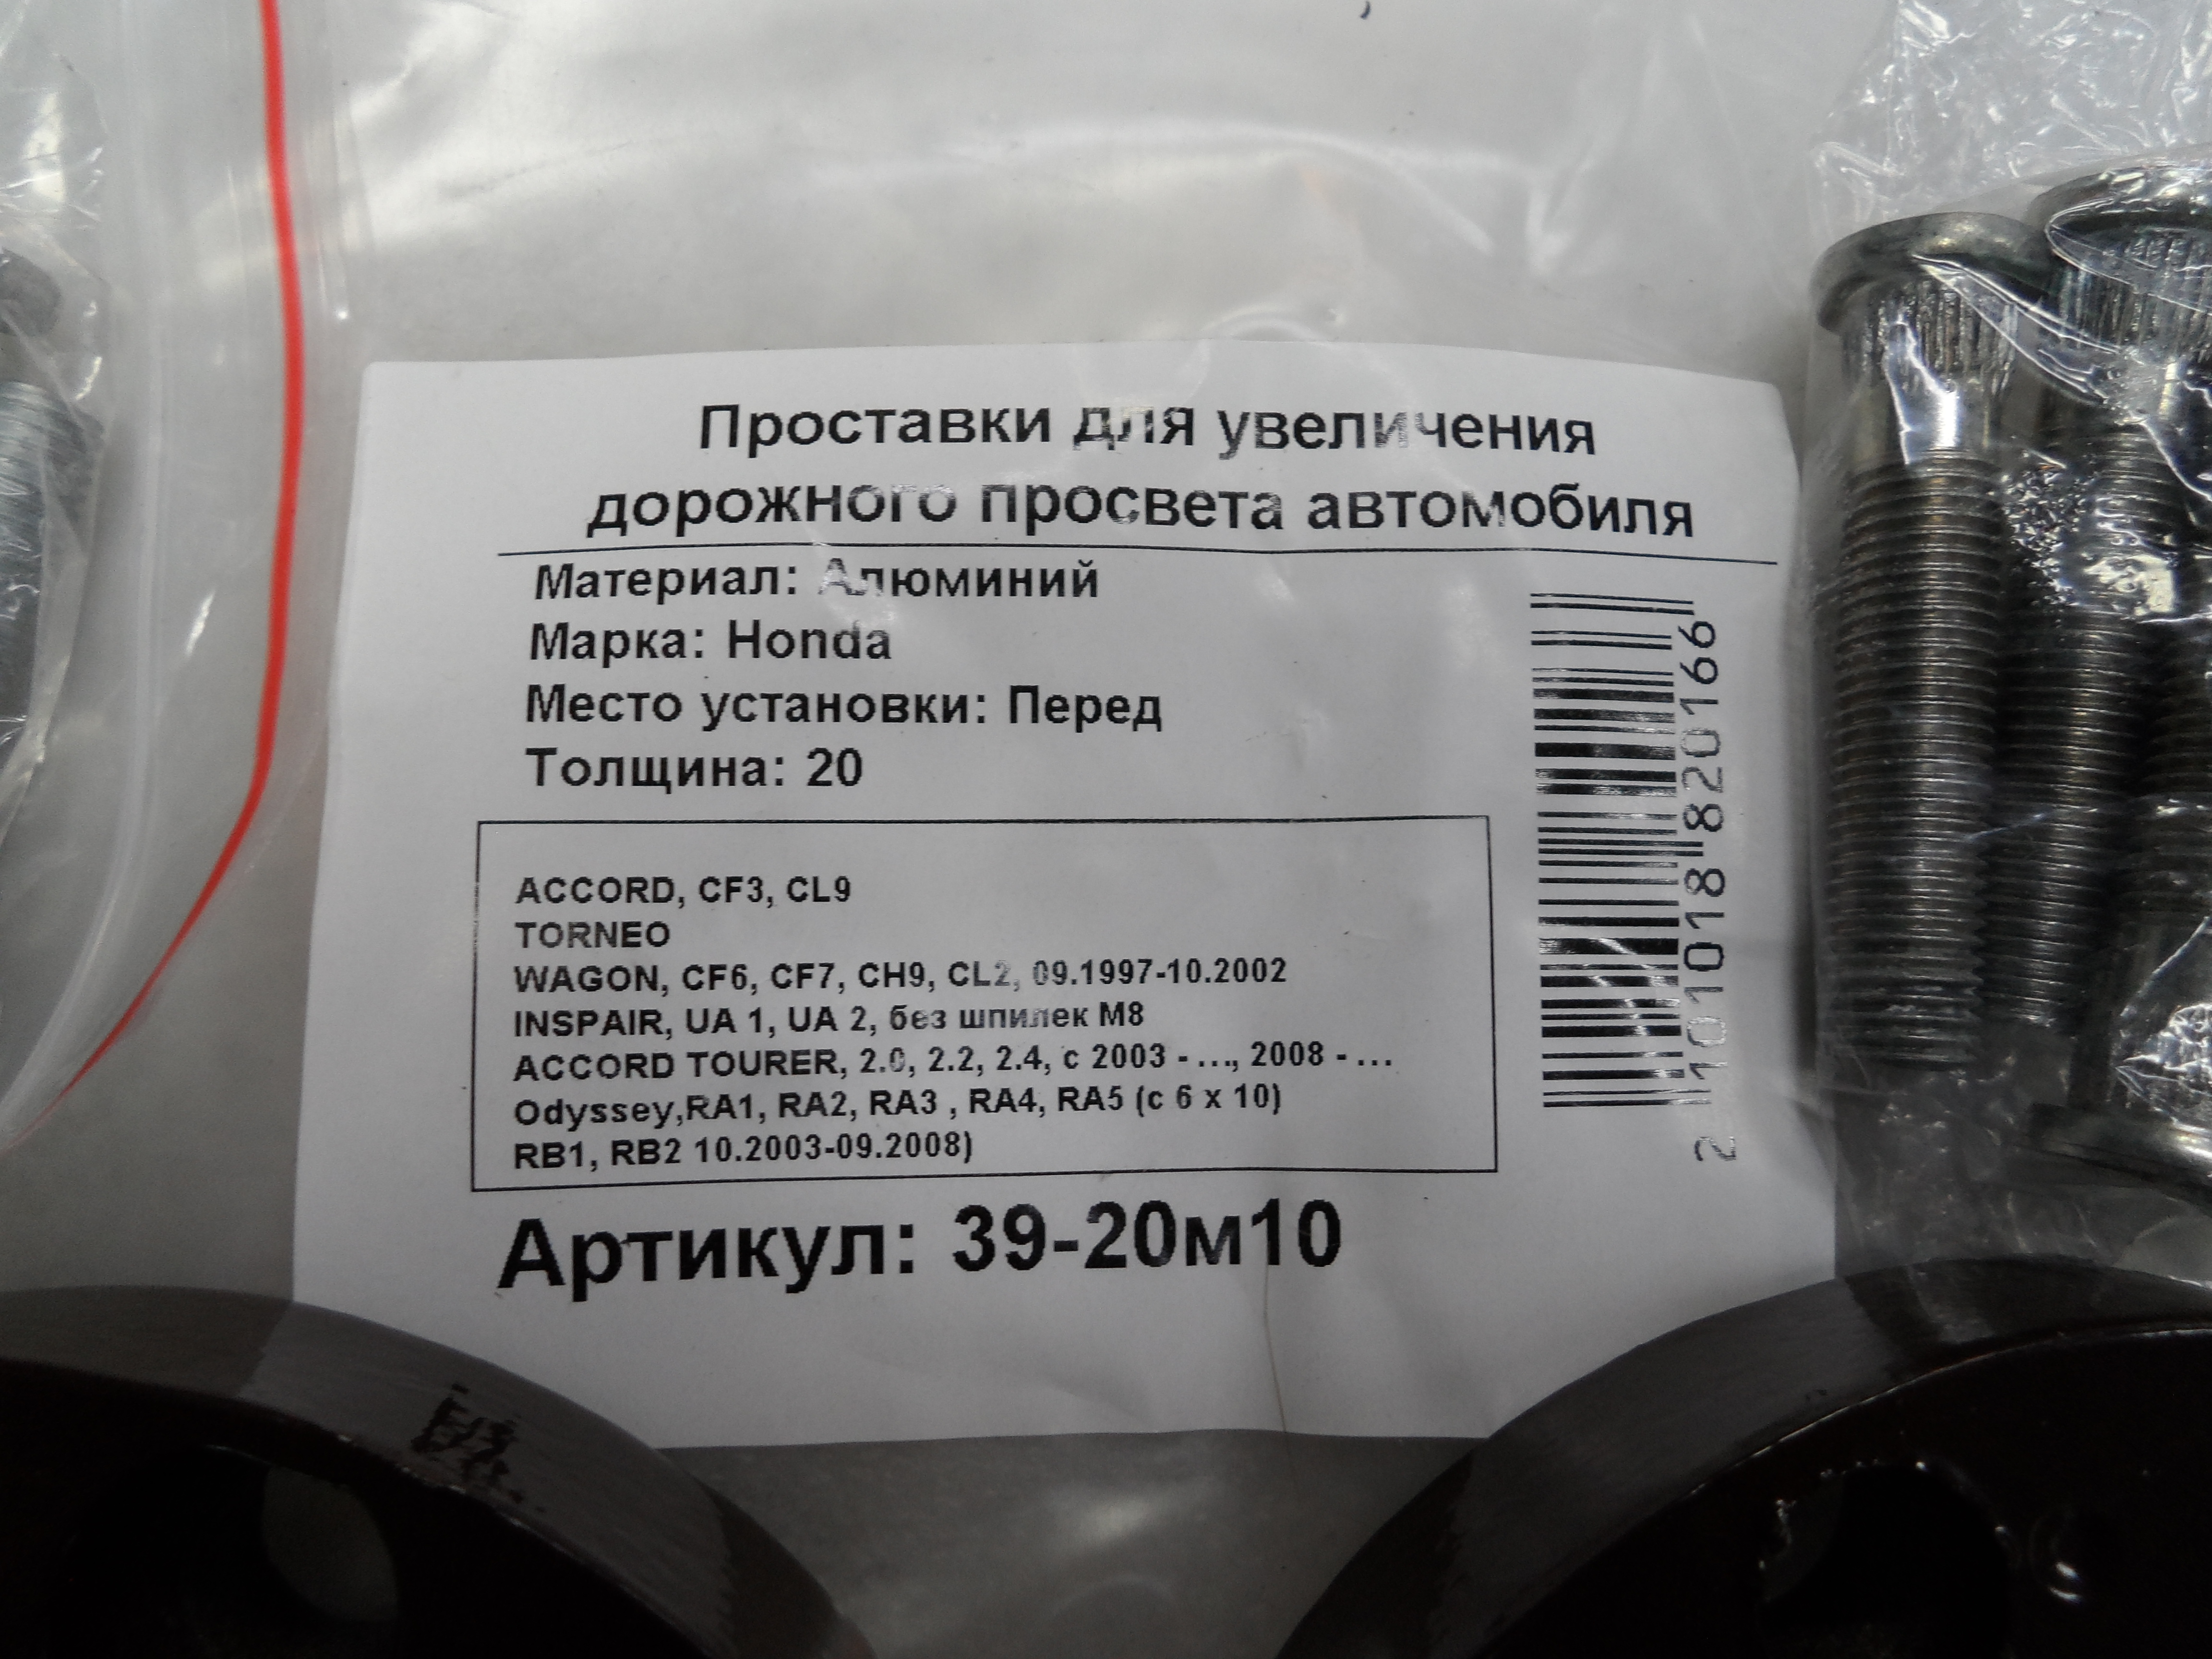 Проставки для увеличения
дорожного просвета автомобиля
Материал: Алюминий
Марка: Honda
Место установки: Перед
Толщина: 20
ACCORD, CF3, CL9
TORNEO
WAGON, CF6, CF7, CH9, CL2, 09.1997-10.2002
INSPAIR, UA 1, UA 2, без шпилек М8
ACCORD TOURER, 2.0, 2.2, 2.4, с 2003 - ..., 2008 - ...
Odyssey,RA1, RA2, RA3 , RA4, RA5 (с 6 х 10)
RB1, RB2 10.2003-09.2008)
Артикул: 39-20м10
2 101018 820166